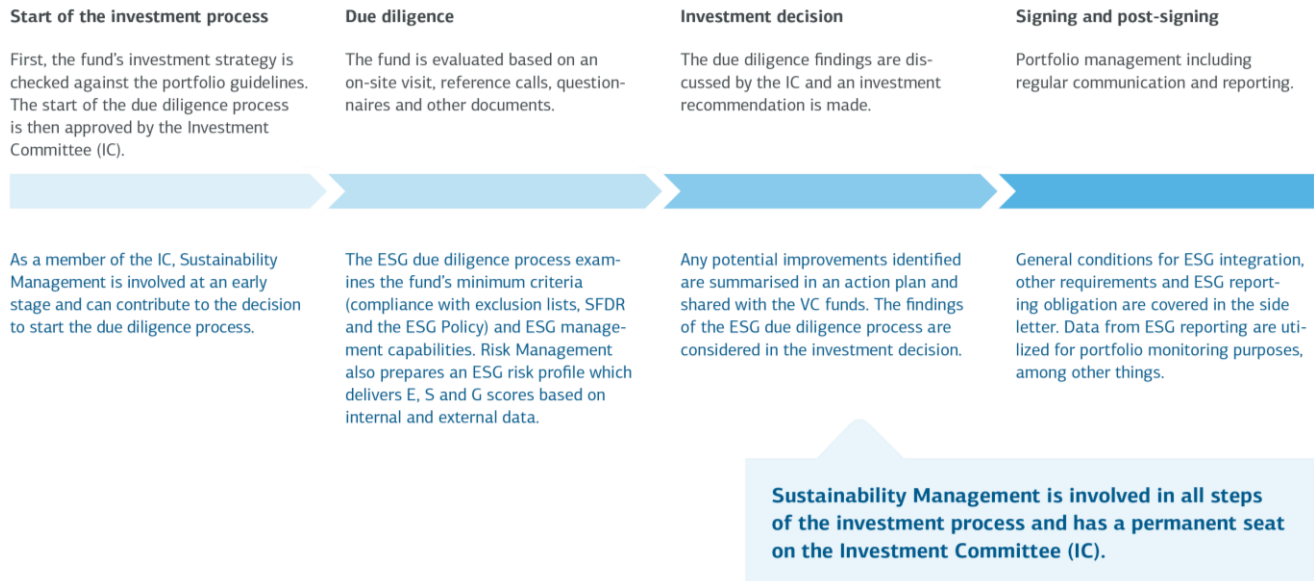 Start of the investment process
First, the fund's investment strategy is
checked against the portfolio guidelines.
The start of the due diligence process
is then approved by the Investment
Committee (IC).
Due diligence
The fund is evaluated based on an
on-site visit, reference calls, question-
naires and other documents.
Investment decision
The due diligence findings are dis-
cussed by the IC and an investment
recommendation is made.
Signing and post-signing
Portfolio management including
regular communication and reporting.
As a member of the IC, Sustainability
Management is involved at an early
stage and can contribute to the decision
to start the due diligence process.
The ESG due diligence process exam-
ines the fund's minimum criteria
(compliance with exclusion lists, SFDR
and the ESG Policy) and ESG manage-
ment capabilities. Risk Management
also prepares an ESG risk profile which
delivers E, S and G scores based on
internal and external data.
Any potential improvements identified
are summarised in an action plan and
shared with the VC funds. The findings
of the ESG due diligence process are
considered in the investment decision.
General conditions for ESG integration,
other requirements and ESG report-
ing obligation are covered in the side
letter. Data from ESG reporting are uti-
lized for portfolio monitoring purposes,
among other things.
Sustainability Management is involved in all steps
of the investment process and has a permanent seat
on the Investment Committee (IC).